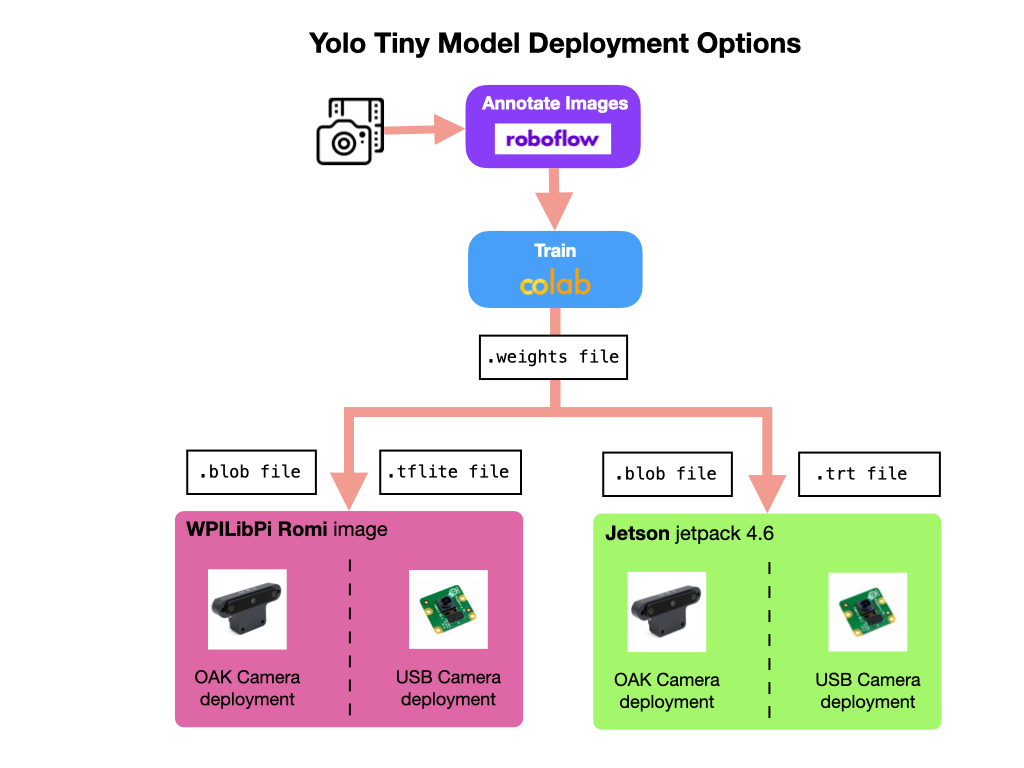 Yolo Tiny Model Deployment Options
Annotate Images
roboflow
Train
colab
.weights file
.blob file
.tflite file
.blob file
.trt file
WPILibPi Romi image
OAK Camera
deployment
USB Camera
deployment
Jetson jetpack 4.6
OAK Camera
deployment
USB Camera
deployment